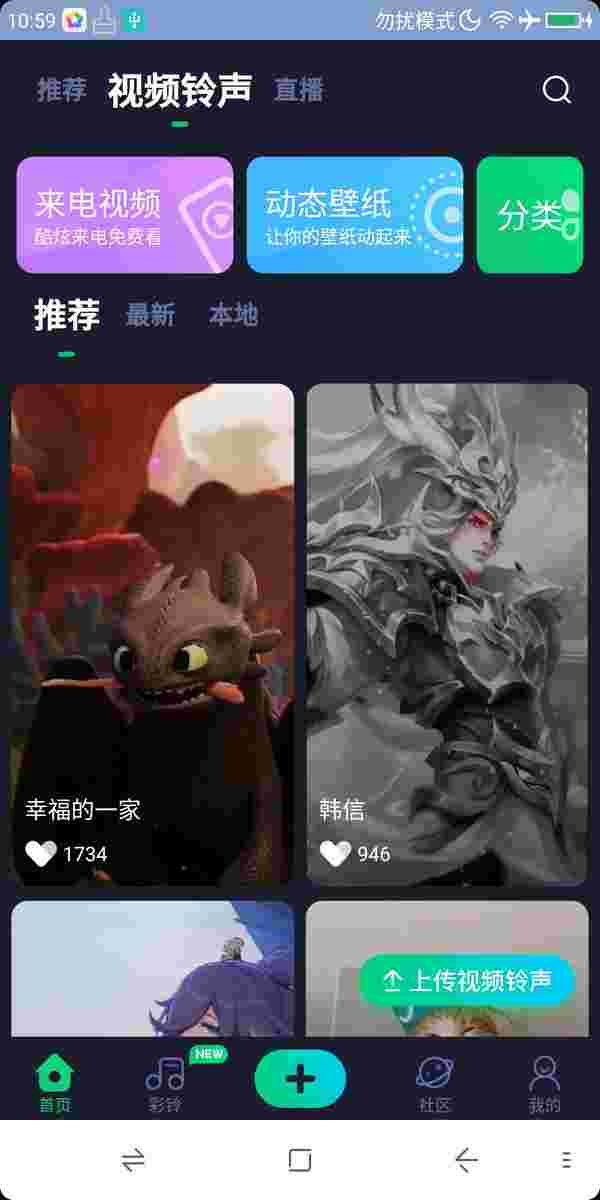 10:59 勿扰模式
推荐 视频铃声 直播
来电视频
酷炫来电免费看
动态壁纸
让你的壁纸动起来
分类
推荐 最新 本地
幸福的一家
1734
韩信
946
上传视频铃声
NEW
首页 彩铃 社区 我的